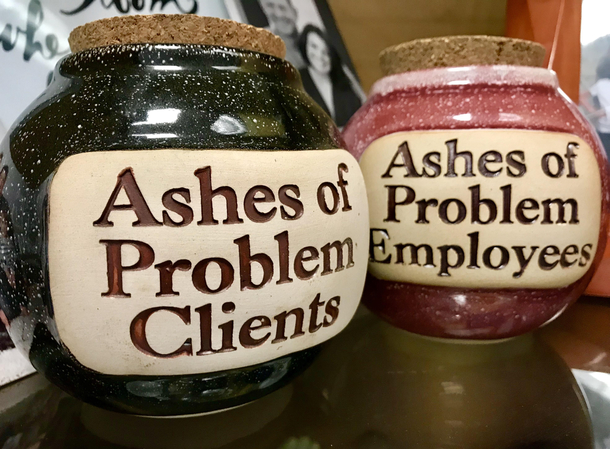 Ashes of
Problem
Clients
Ashes of
Problem
Employees